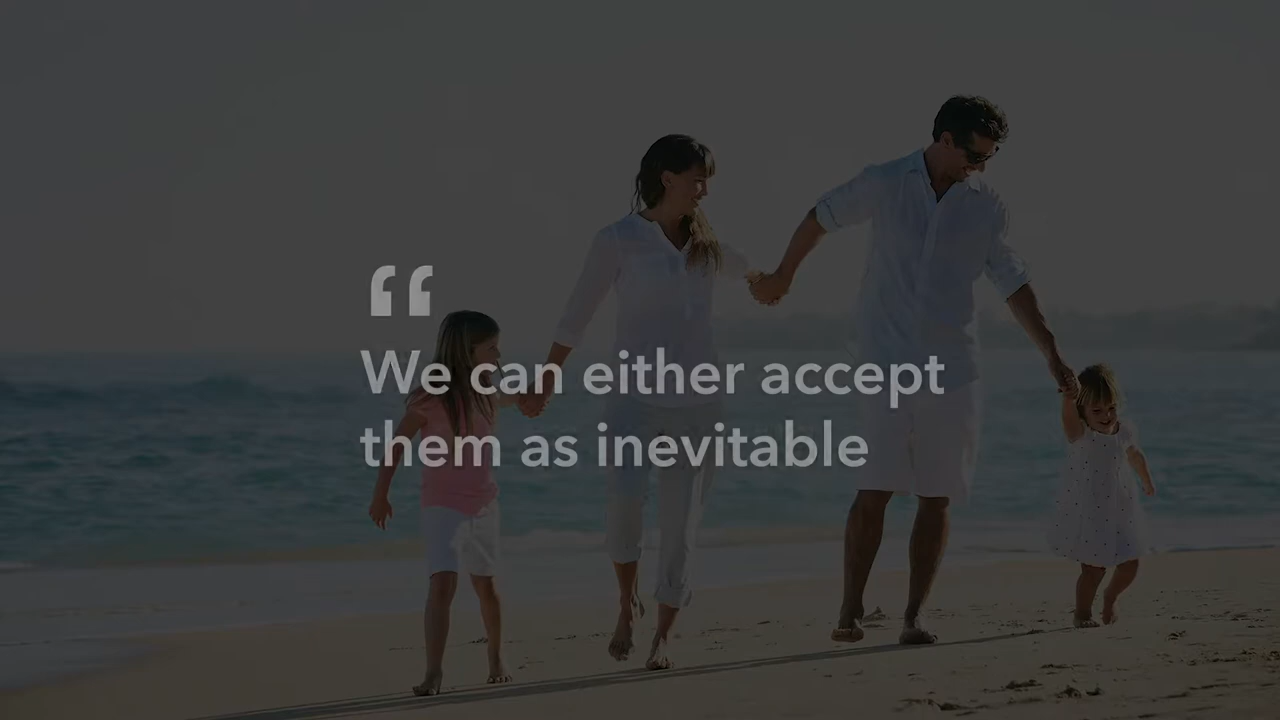 “
We can either accept
them as inevitable